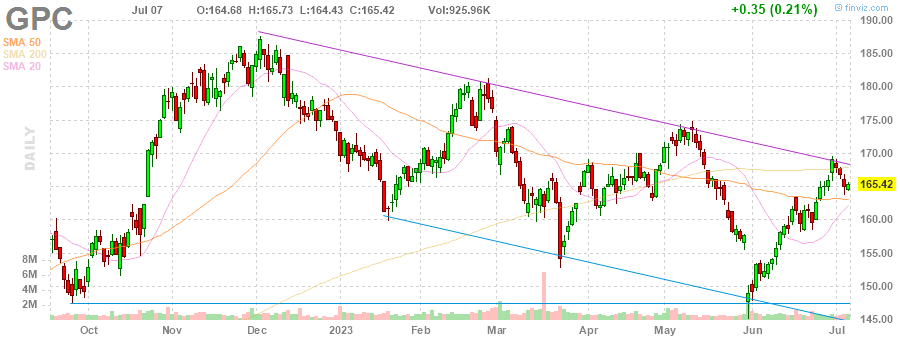 GPC
Jul 07
O:164.68 H:165.73 L:164.43 C:165.42
Vol:925.96K
+0.35 (0.21%)
© finviz.com
SMA 50
SMA 200
SMA 20
DAILY
190.00
185.00
180.00
175.00
170.00
165.42
160.00
155.00
150.00
145.00
8M
6M
4M
2M
Oct Nov Dec 2023 Feb Mar Apr May Jun Jul